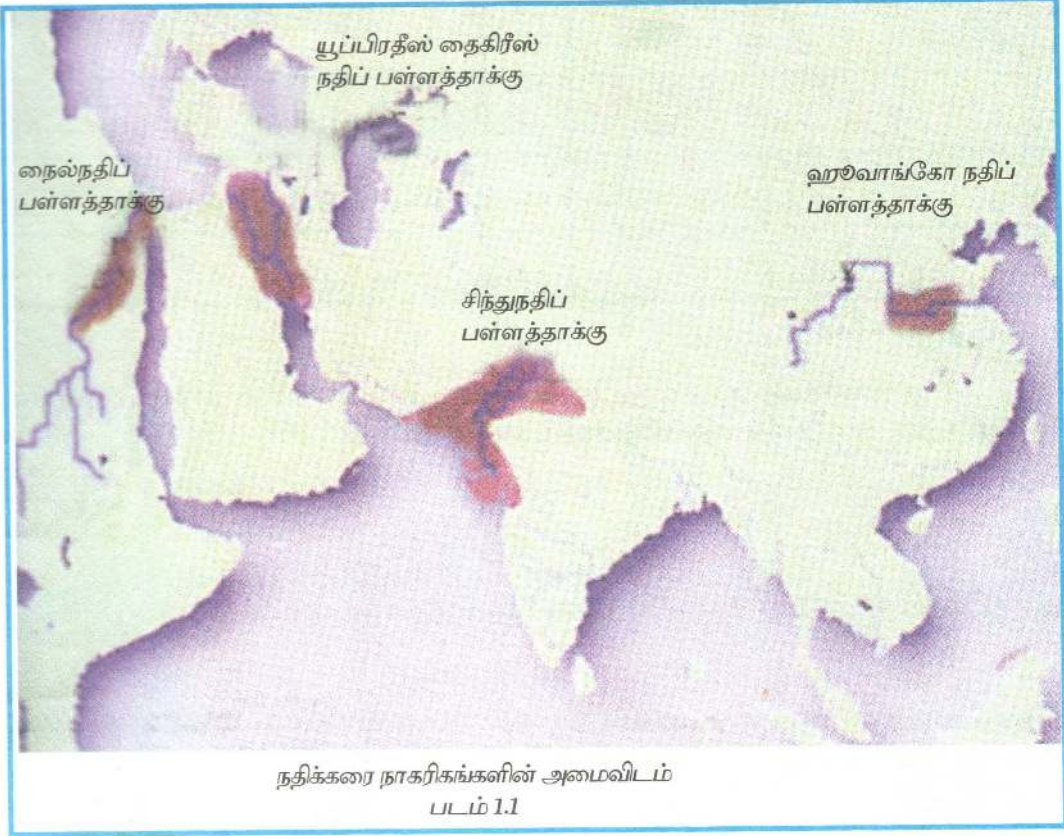 யூப்பிரதீஸ் தைகிரீஸ்
நதிப் பள்ளத்தாக்கு
நைல்நதிப்
பள்ளத்தாக்கு
ஹூவாங்கோ நதிப்
பள்ளத்தாக்கு
சிந்துநதிப்
பள்ளத்தாக்கு
நதிக்கரை நாகரிகங்களின் அமைவிடம்
படம் 1.1